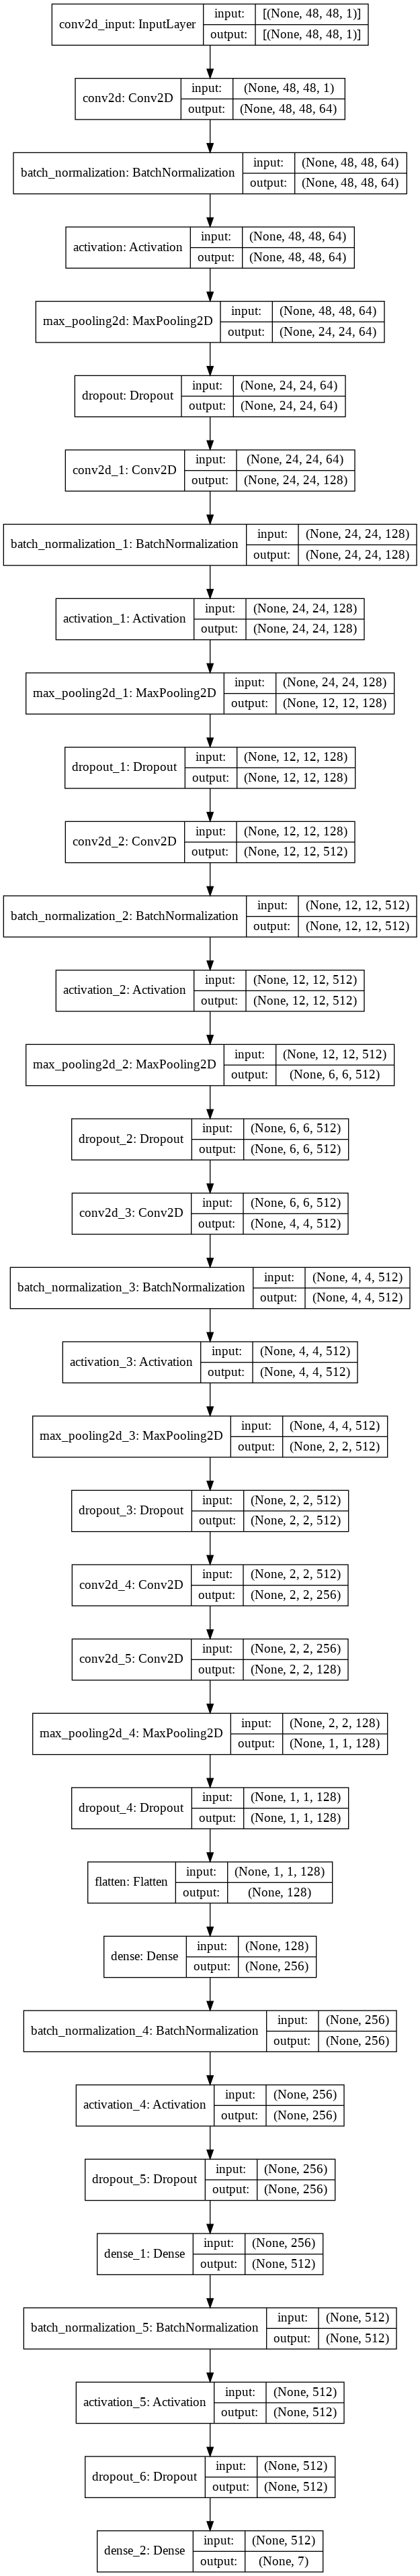 conv2d_input: InputLayer input: [(None, 48, 48, 1)]
output: [(None, 48, 48, 1)]
conv2d: Conv2D input: (None, 48, 48, 1)
output: (None, 48, 48, 64)
batch_normalization: BatchNormalization input: (None, 48, 48, 64)
output: (None, 48, 48, 64)
activation: Activation input: (None, 48, 48, 64)
output: (None, 48, 48, 64)
max_pooling2d: MaxPooling2D input: (None, 48, 48, 64)
output: (None, 24, 24, 64)
dropout: Dropout input: (None, 24, 24, 64)
output: (None, 24, 24, 64)
conv2d_1: Conv2D input: (None, 24, 24, 64)
output: (None, 24, 24, 128)
batch_normalization_1: BatchNormalization input: (None, 24, 24, 128)
output: (None, 24, 24, 128)
activation_1: Activation input: (None, 24, 24, 128)
output: (None, 24, 24, 128)
max_pooling2d_1: MaxPooling2D input: (None, 24, 24, 128)
output: (None, 12, 12, 128)
dropout_1: Dropout input: (None, 12, 12, 128)
output: (None, 12, 12, 128)
conv2d_2: Conv2D input: (None, 12, 12, 128)
output: (None, 12, 12, 512)
batch_normalization_2: BatchNormalization input: (None, 12, 12, 512)
output: (None, 12, 12, 512)
activation_2: Activation input: (None, 12, 12, 512)
output: (None, 12, 12, 512)
max_pooling2d_2: MaxPooling2D input: (None, 12, 12, 512)
output: (None, 6, 6, 512)
dropout_2: Dropout input: (None, 6, 6, 512)
output: (None, 6, 6, 512)
conv2d_3: Conv2D input: (None, 6, 6, 512)
output: (None, 4, 4, 512)
batch_normalization_3: BatchNormalization input: (None, 4, 4, 512)
output: (None, 4, 4, 512)
activation_3: Activation input: (None, 4, 4, 512)
output: (None, 4, 4, 512)
max_pooling2d_3: MaxPooling2D input: (None, 4, 4, 512)
output: (None, 2, 2, 512)
dropout_3: Dropout input: (None, 2, 2, 512)
output: (None, 2, 2, 512)
conv2d_4: Conv2D input: (None, 2, 2, 512)
output: (None, 2, 2, 256)
conv2d_5: Conv2D input: (None, 2, 2, 256)
output: (None, 2, 2, 128)
max_pooling2d_4: MaxPooling2D input: (None, 2, 2, 128)
output: (None, 1, 1, 128)
dropout_4: Dropout input: (None, 1, 1, 128)
output: (None, 1, 1, 128)
flatten: Flatten input: (None, 1, 1, 128)
output: (None, 128)
dense: Dense input: (None, 128)
output: (None, 256)
batch_normalization_4: BatchNormalization input: (None, 256)
output: (None, 256)
activation_4: Activation input: (None, 256)
output: (None, 256)
dropout_5: Dropout input: (None, 256)
output: (None, 256)
dense_1: Dense input: (None, 256)
output: (None, 512)
batch_normalization_5: BatchNormalization input: (None, 512)
output: (None, 512)
activation_5: Activation input: (None, 512)
output: (None, 512)
dropout_6: Dropout input: (None, 512)
output: (None, 512)
dense_2: Dense input: (None, 512)
output: (None, 7)